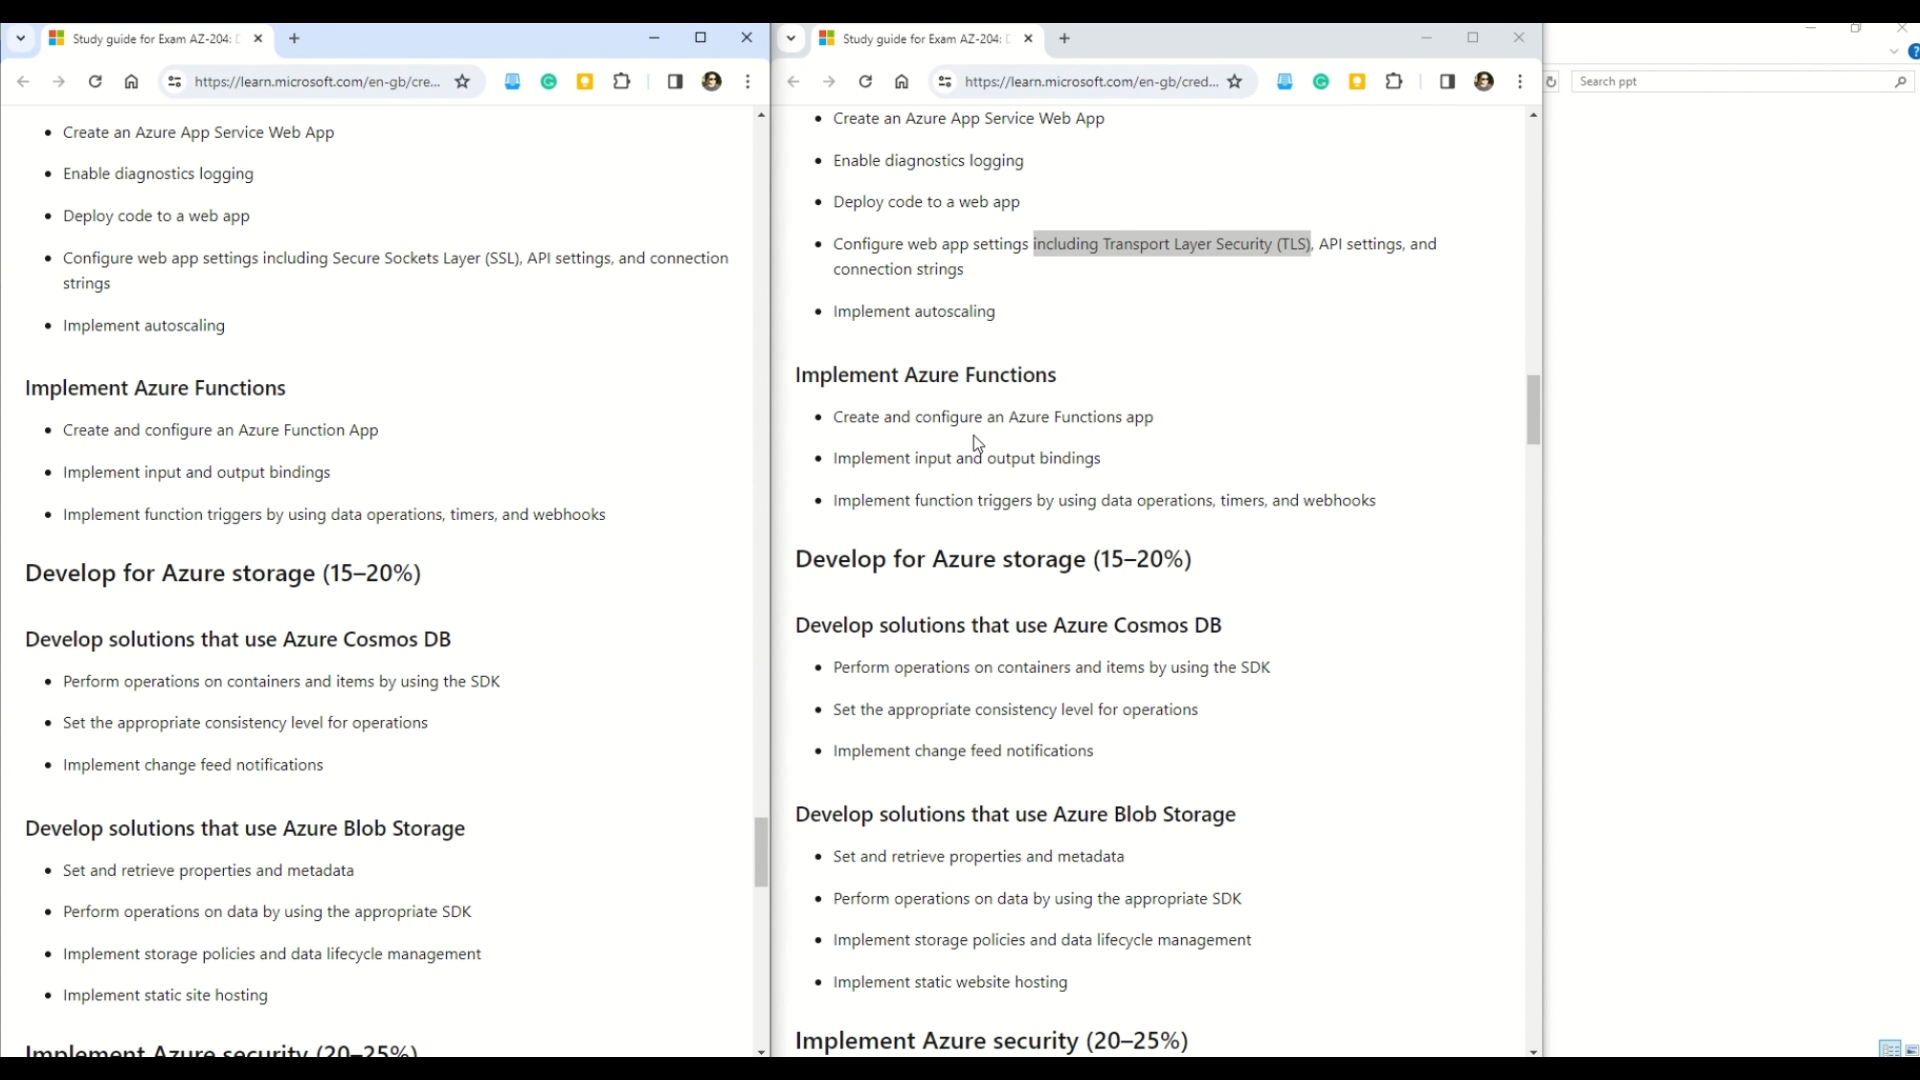 Study guide for Exam AZ-204:
https://learn.microsoft.com/en-gb/cre...
Create an Azure App Service Web App
Enable diagnostics logging
Deploy code to a web app
Configure web app settings including Secure Sockets Layer (SSL), API settings, and connection
strings
Implement autoscaling
Implement Azure Functions
Create and configure an Azure Function App
Implement input and output bindings
Implement function triggers by using data operations, timers, and webhooks
Develop for Azure storage (15–20%)
Develop solutions that use Azure Cosmos DB
Perform operations on containers and items by using the SDK
Set the appropriate consistency level for operations
Implement change feed notifications
Develop solutions that use Azure Blob Storage
Set and retrieve properties and metadata
Perform operations on data by using the appropriate SDK
Implement storage policies and data lifecycle management
Implement static site hosting
Implement Azure security (20–25%)
Study guide for Exam AZ-204:
https://learn.microsoft.com/en-gb/cred...
Create an Azure App Service Web App
Enable diagnostics logging
Deploy code to a web app
Configure web app settings including Transport Layer Security (TLS), API settings, and
connection strings
Implement autoscaling
Implement Azure Functions
Create and configure an Azure Functions app
Implement input and output bindings
Implement function triggers by using data operations, timers, and webhooks
Develop for Azure storage (15–20%)
Develop solutions that use Azure Cosmos DB
Perform operations on containers and items by using the SDK
Set the appropriate consistency level for operations
Implement change feed notifications
Develop solutions that use Azure Blob Storage
Set and retrieve properties and metadata
Perform operations on data by using the appropriate SDK
Implement storage policies and data lifecycle management
Implement static website hosting
Implement Azure security (20–25%)
Search ppt